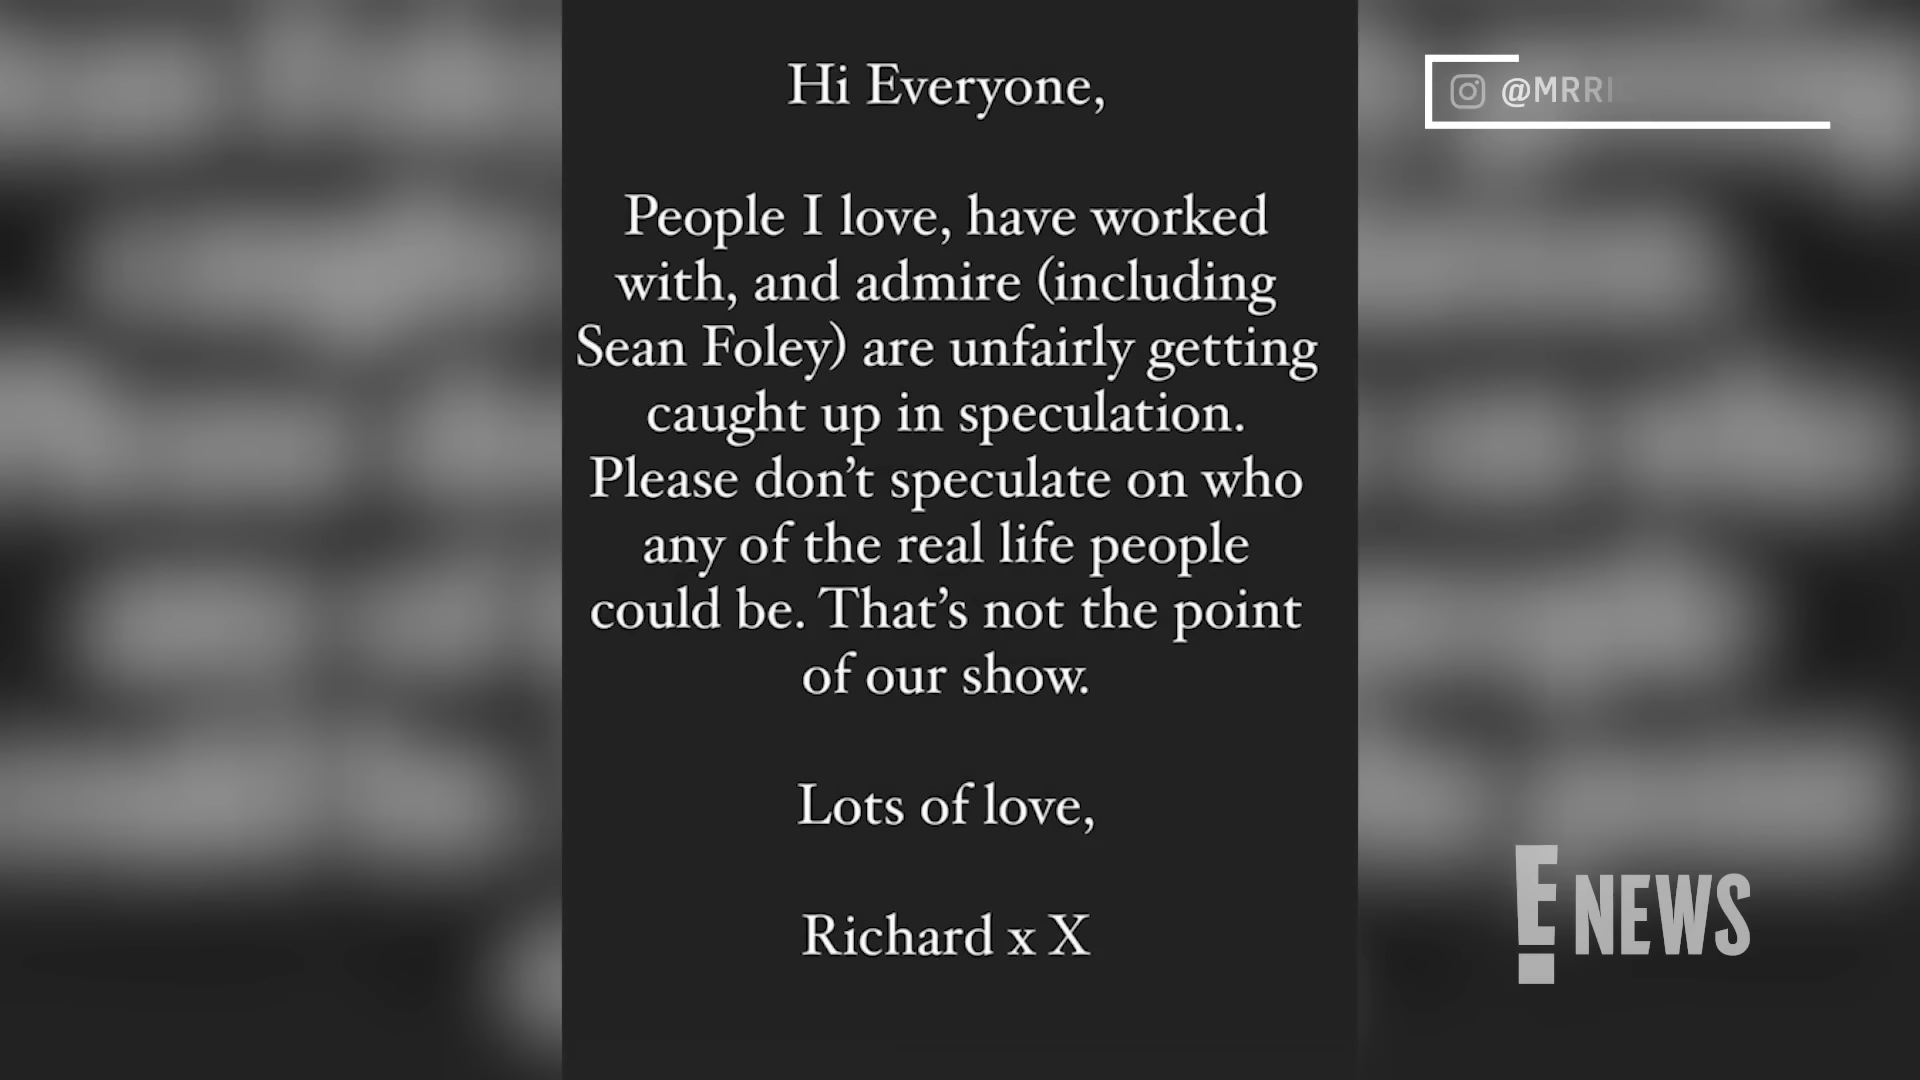 Hi Everyone,
People I love, have worked
with, and admire (including
Sean Foley) are unfairly getting
caught up in speculation.
Please don’t speculate on who
any of the real life people
could be. That’s not the point
of our show.
Lots of love,
Richard x X
@MRRI
E NEWS